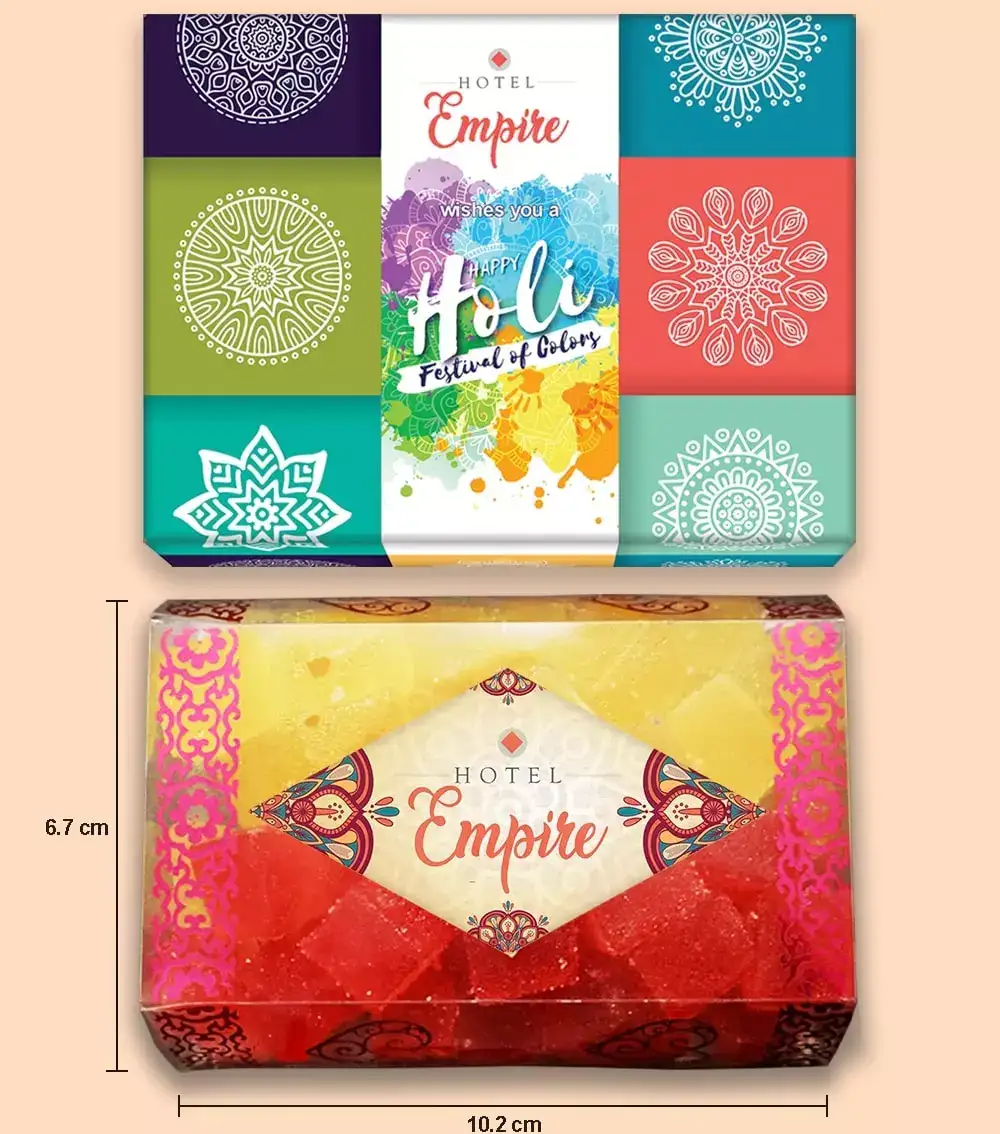 HOTEL
Empire
wishes you a
HAPPY
Holi
Festival of Colors
HOTEL
Empire
6.7 cm
10.2 cm